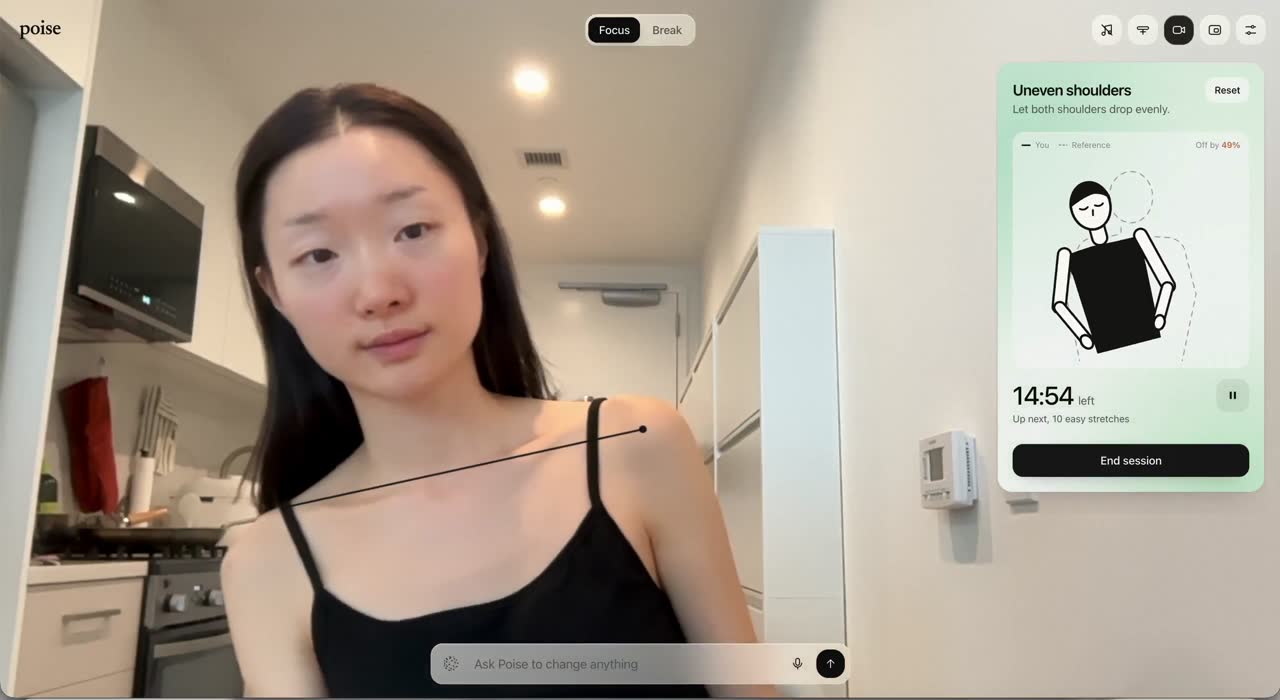 poise
Focus
Break
Uneven shoulders
Reset
Let both shoulders drop evenly.
You
Reference
Off by 49%
14:54 left
Up next, 10 easy stretches
End session
Ask Poise to change anything